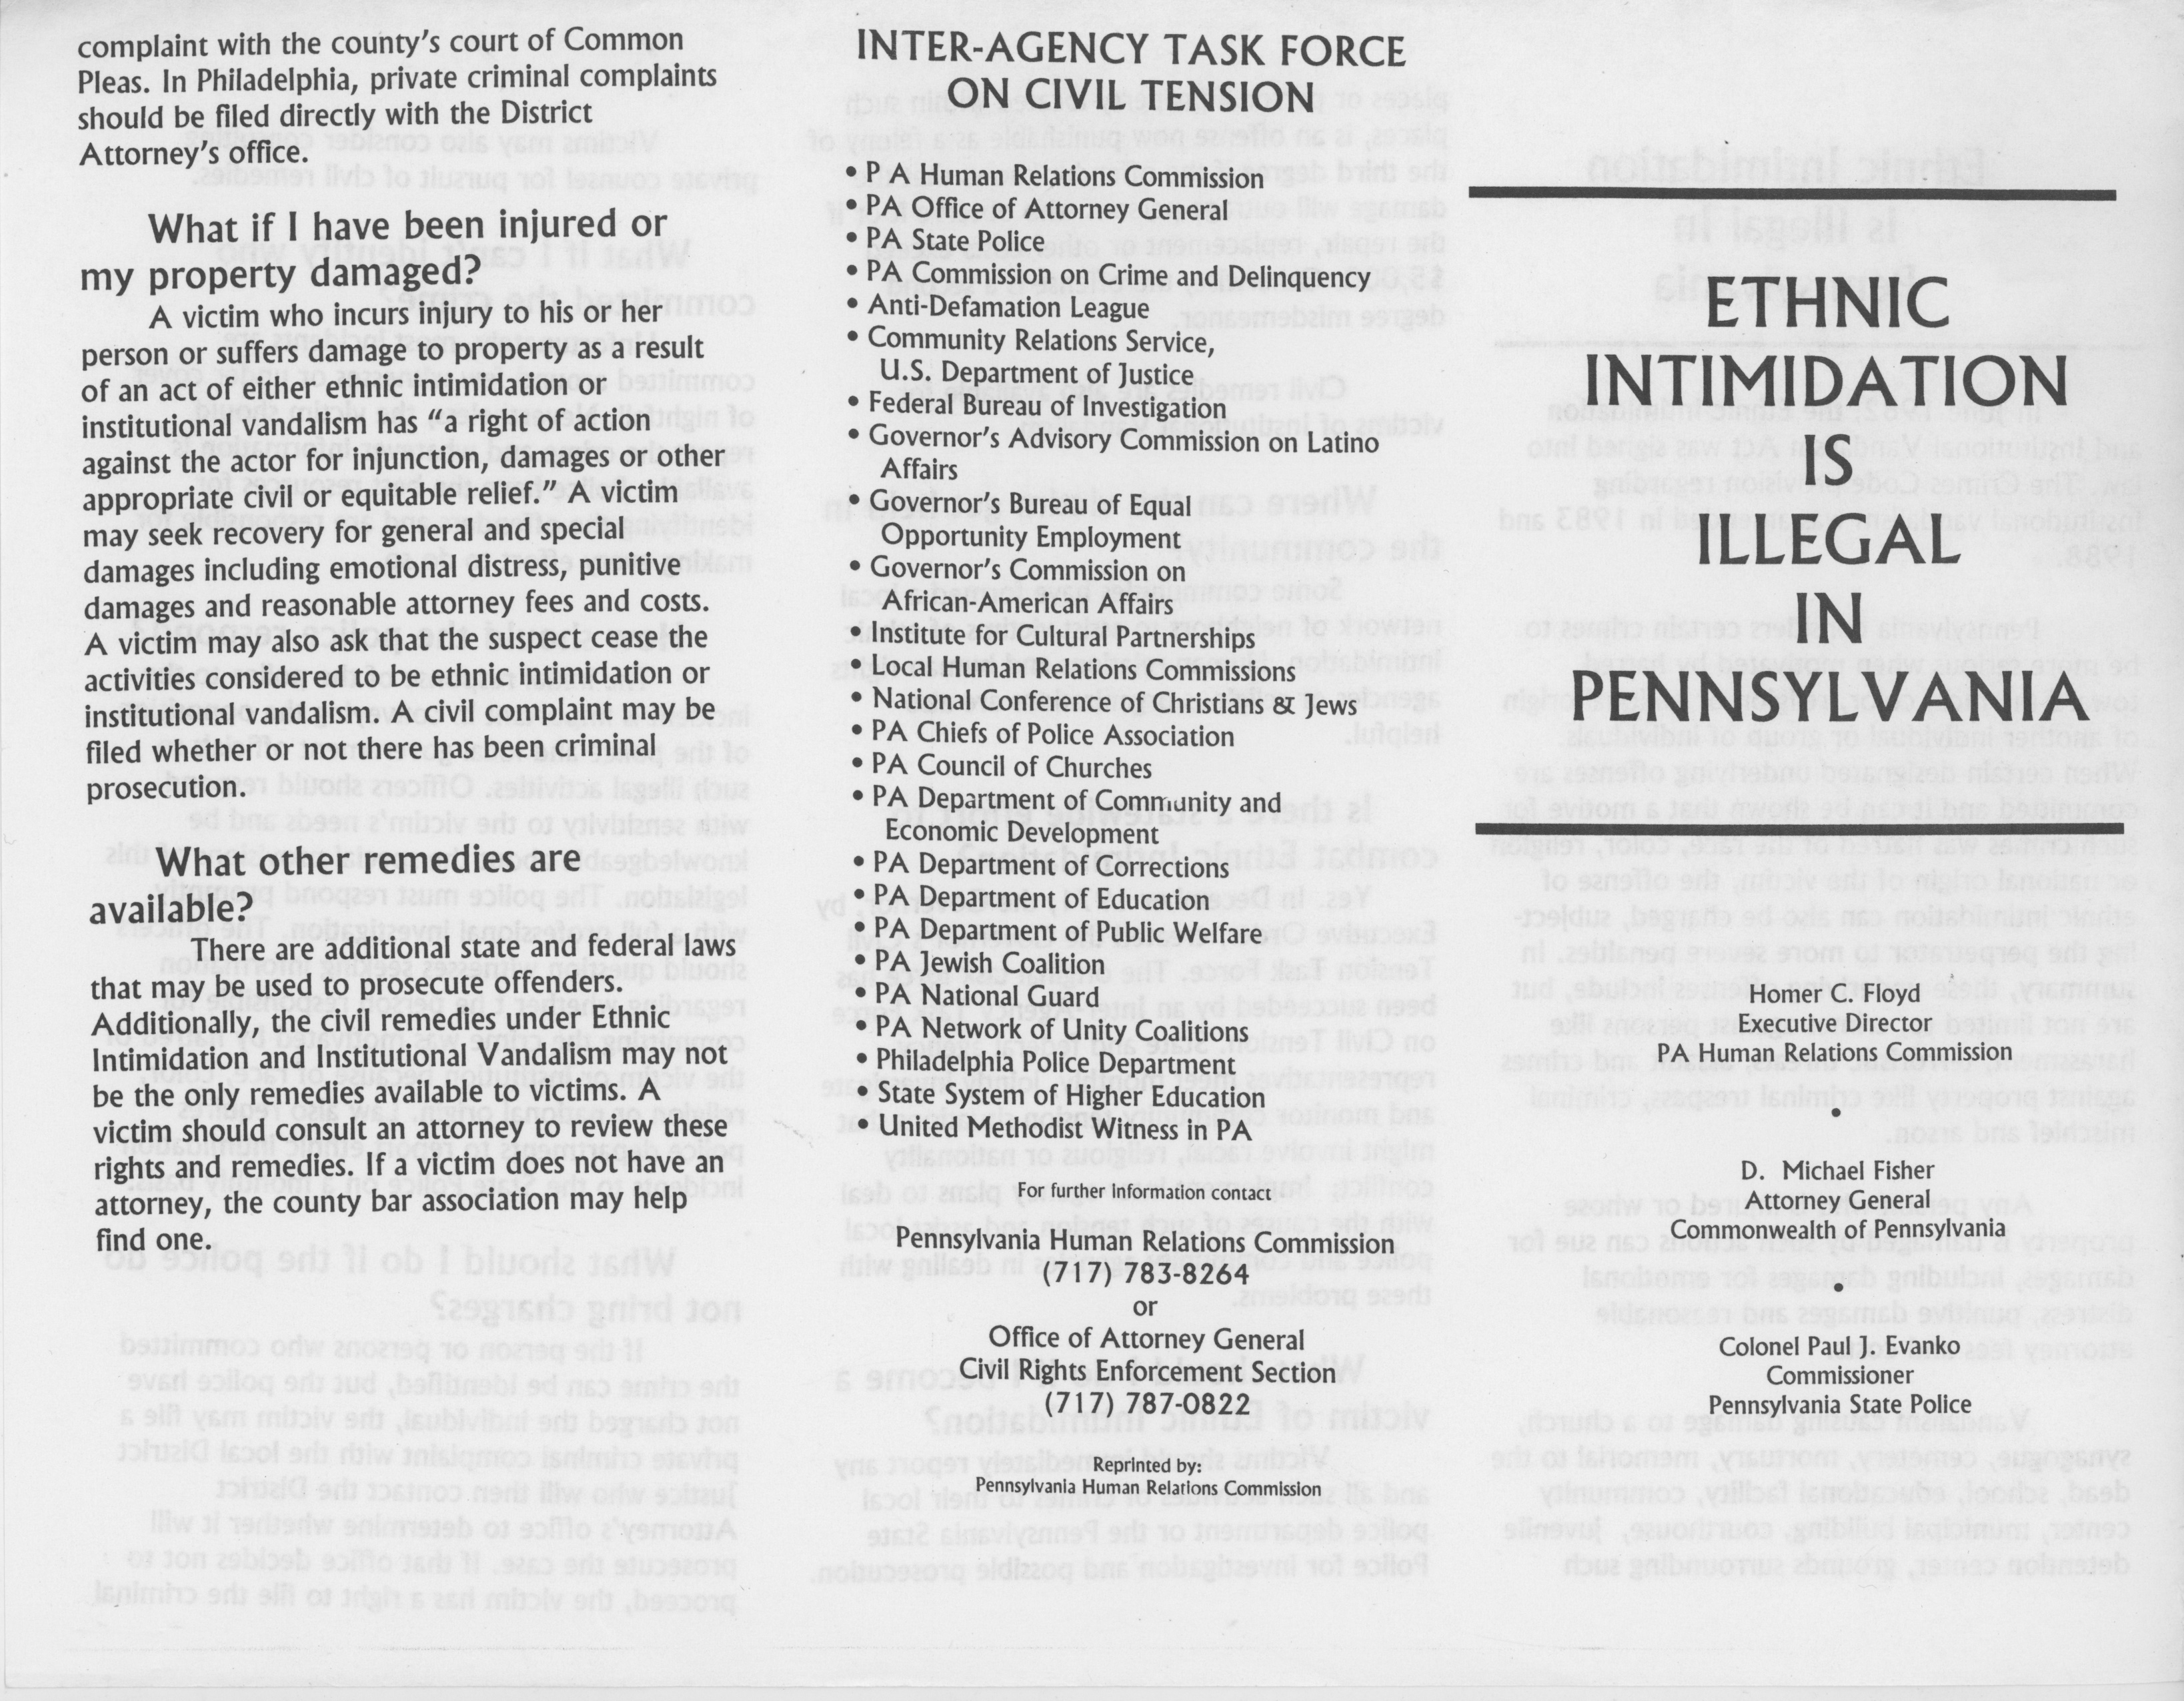 complaint with the county's court of Common
Pleas. In Philadelphia, private criminal complaints
should be filed directly with the District
Attorney's office.
What if I have been injured or
my property damaged?
A victim who incurs injury to his or her
person or suffers damage to property as a result
of an act of either ethnic intimidation or
institutional vandalism has "a right of action
against the actor for injunction, damages or other
appropriate civil or equitable relief." A victim
may seek recovery for general and special
damages including emotional distress, punitive
damages and reasonable attorney fees and costs.
A victim may also ask that the suspect cease the
activities considered to be ethnic intimidation or
institutional vandalism. A civil complaint may be
filed whether or not there has been criminal
prosecution.
What other remedies are
available?
There are additional state and federal laws
that may be used to prosecute offenders.
Additionally, the civil remedies under Ethnic
Intimidation and Institutional Vandalism may not
be the only remedies available to victims. A
victim should consult an attorney to review these
rights and remedies. If a victim does not have an
attorney, the county bar association may help
find one.
INTER-AGENCY TASK FORCE
ON CIVIL TENSION
• P A Human Relations Commission
• PA Office of Attorney General
• PA State Police
• PA Commission on Crime and Delinquency
• Anti-Defamation League
• Community Relations Service,
U.S. Department of Justice
• Federal Bureau of Investigation
• Governor's Advisory Commission on Latino
Affairs
• Governor's Bureau of Equal
Opportunity Employment
• Governor's Commission on
African-American Affairs
• Institute for Cultural Partnerships
• Local Human Relations Commissions
• National Conference of Christians & Jews
• PA Chiefs of Police Association
• PA Council of Churches
• PA Department of Community and
Economic Development
• PA Department of Corrections
• PA Department of Education
• PA Department of Public Welfare
• PA Jewish Coalition
• PA National Guard
• PA Network of Unity Coalitions
• Philadelphia Police Department
• State System of Higher Education
• United Methodist Witness in PA
For further information contact
Pennsylvania Human Relations Commission
(717) 783-8264
or
Office of Attorney General
Civil Rights Enforcement Section
(717) 787-0822
Reprinted by:
Pennsylvania Human Relations Commission
ETHNIC
INTIMIDATION
IS
ILLEGAL
IN
PENNSYLVANIA
Homer C. Floyd
Executive Director
PA Human Relations Commission
•
D. Michael Fisher
Attorney General
Commonwealth of Pennsylvania
•
Colonel Paul J. Evanko
Commissioner
Pennsylvania State Police